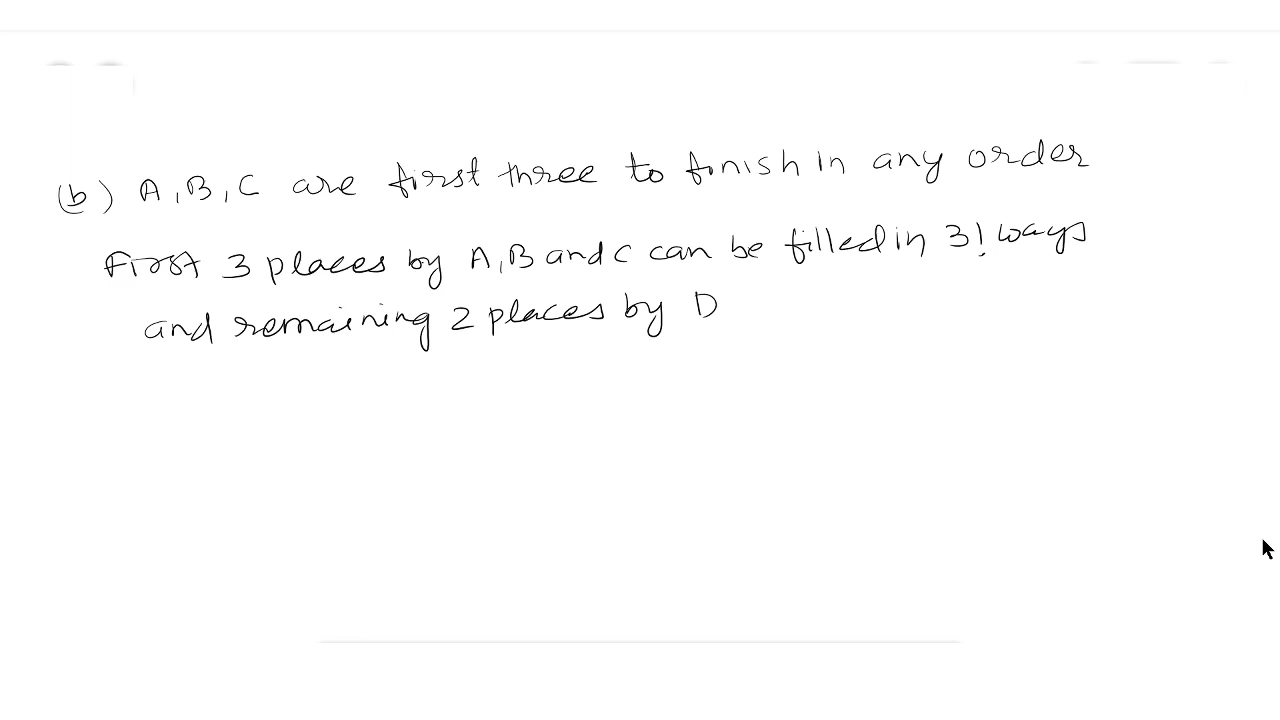 (b) A, B, C are first three to finish in any order
First 3 places by A, B and C can be filled in 3! ways
and remaining 2 places by D